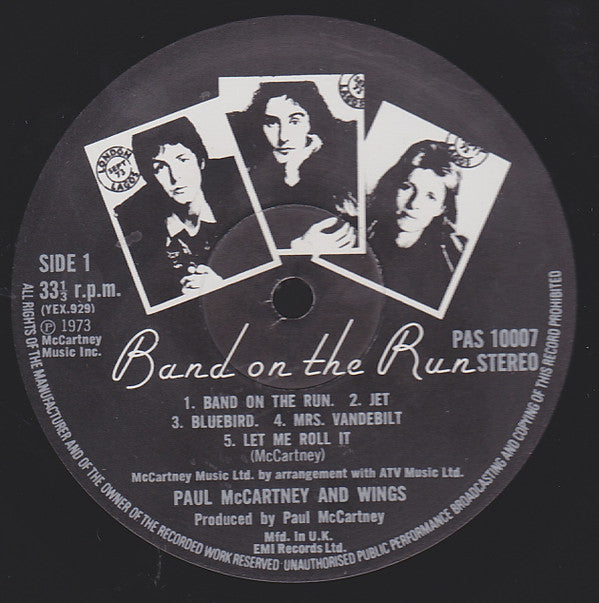 LONDON
SEPT
73
LAGOS
SIDE 1
33⅓ r.p.m.
(YEX.929)
℗ 1973
McCartney
Music Inc.
PAS 10007
STEREO
Band on the Run
1. BAND ON THE RUN. 2. JET
3. BLUEBIRD. 4. MRS. VANDEBILT
5. LET ME ROLL IT
(McCartney)
McCartney Music Ltd. by arrangement with ATV Music Ltd.
PAUL McCARTNEY AND WINGS
Produced by Paul McCartney
Mfd. In U.K.
EMI Records Ltd.
ALL RIGHTS OF THE MANUFACTURER AND OF THE OWNER OF THE RECORDED WORK RESERVED UNAUTHORISED PUBLIC PERFORMANCE BROADCASTING AND COPYING OF THIS RECORD PROHIBITED